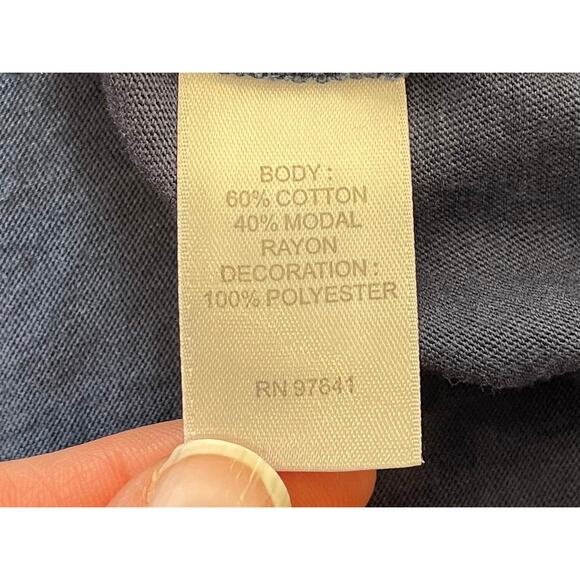 BODY :
60% COTTON
40% MODAL
RAYON
DECORATION :
100% POLYESTER
RN 97641